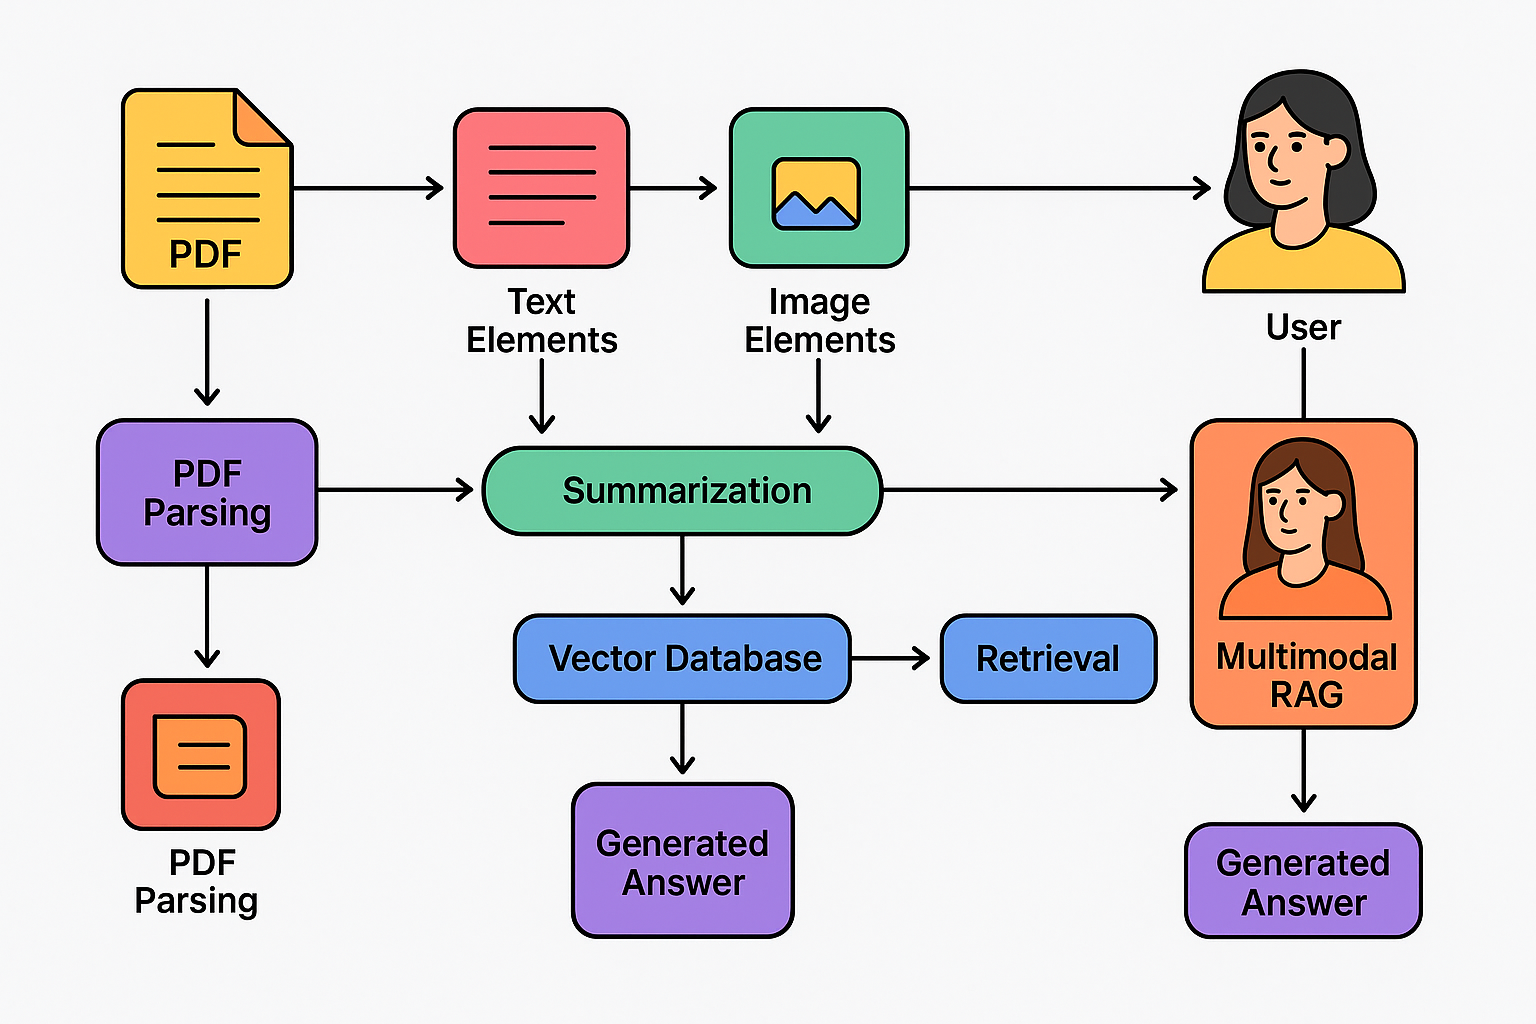 PDF
Text
Elements
Image
Elements
User
PDF
Parsing
Summarization
Multimodal
RAG
Vector Database
Retrieval
PDF
Parsing
Generated
Answer
Generated
Answer